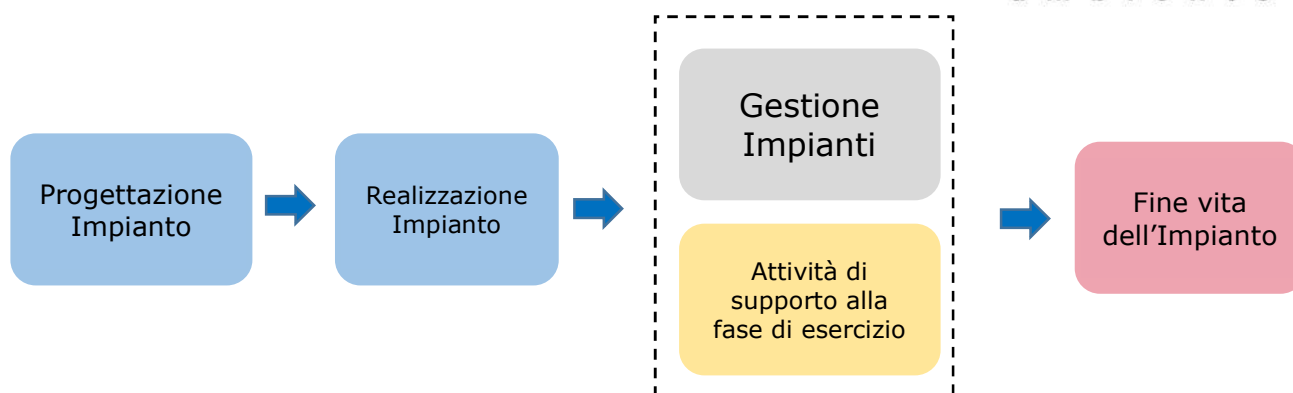 Gestione
Impianti
Progettazione
Impianto
Realizzazione
Impianto
Fine vita
dell'Impianto
Attività di
supporto alla
fase di esercizio